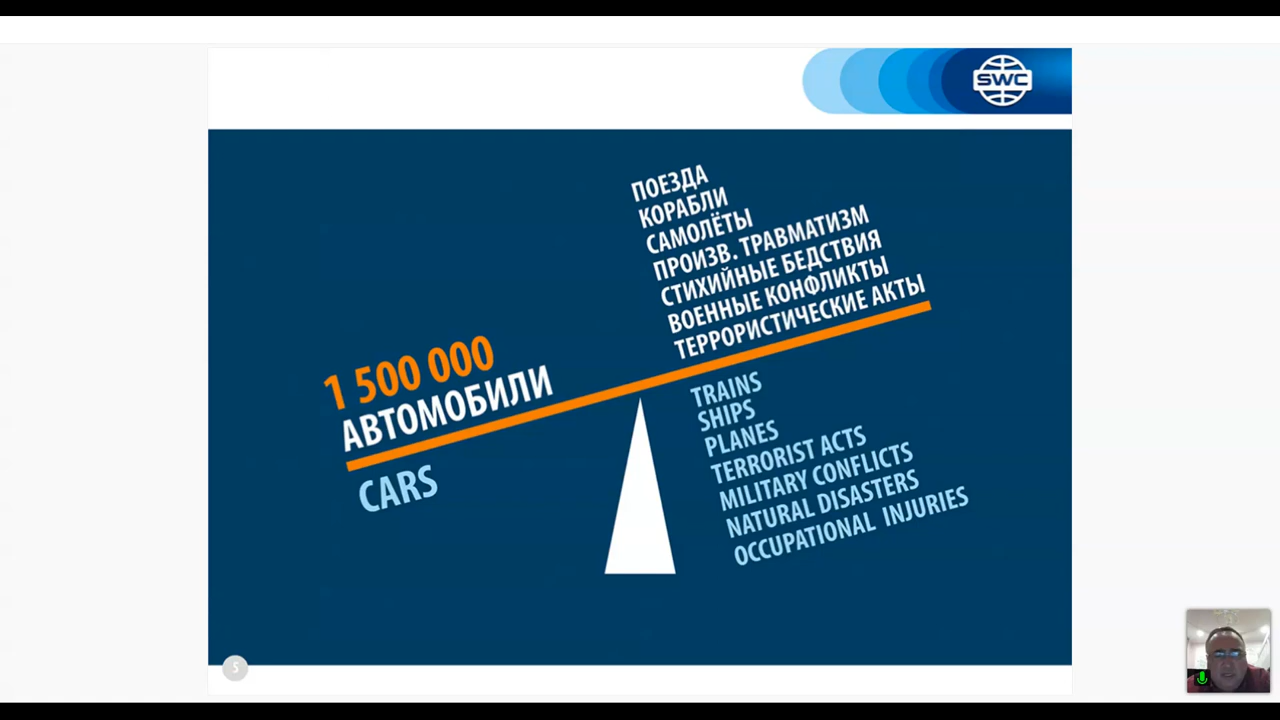 SWC
ПОЕЗДА
КОРАБЛИ
САМОЛЁТЫ
ПРОИЗВ. ТРАВМАТИЗМ
СТИХИЙНЫЕ БЕДСТВИЯ
ВОЕННЫЕ КОНФЛИКТЫ
ТЕРРОРИСТИЧЕСКИЕ АКТЫ
1 500 000
АВТОМОБИЛИ
CARS
TRAINS
SHIPS
PLANES
TERRORIST ACTS
MILITARY CONFLICTS
NATURAL DISASTERS
OCCUPATIONAL INJURIES
5